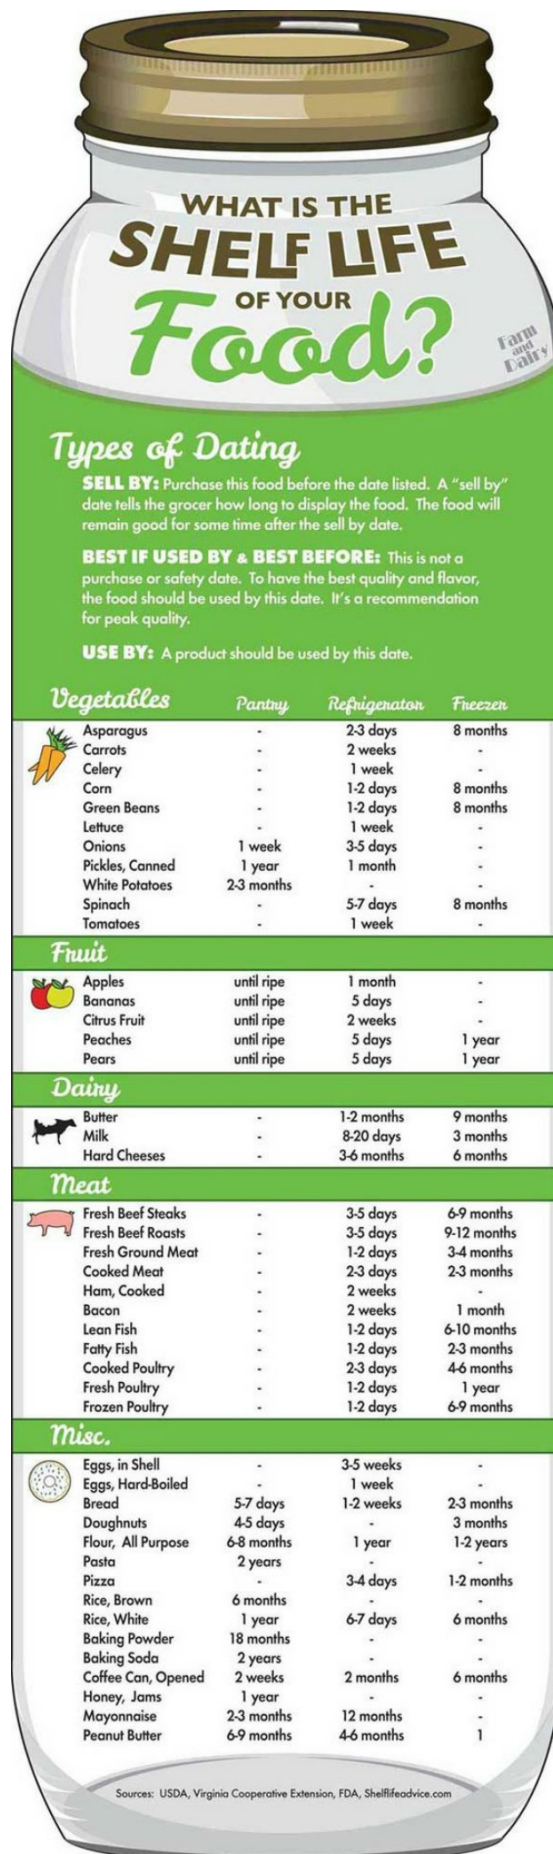 WHAT IS THE
SHELF LIFE
OF YOUR
Food?
Farm
and
Dairy
Types of Dating
SELL BY: Purchase this food before the date listed. A “sell by”
date tells the grocer how long to display the food. The food will
remain good for some time after the sell by date.
BEST IF USED BY & BEST BEFORE: This is not a
purchase or safety date. To have the best quality and flavor,
the food should be used by this date. It's a recommendation
for peak quality.
USE BY: A product should be used by this date.
Vegetables Pantry Refrigerator Freezer
Asparagus - 2-3 days 8 months
Carrots - 2 weeks -
Celery - 1 week -
Corn - 1-2 days 8 months
Green Beans - 1-2 days 8 months
Lettuce - 1 week -
Onions 1 week 3-5 days -
Pickles, Canned 1 year 1 month -
White Potatoes 2-3 months - -
Spinach - 5-7 days 8 months
Tomatoes - 1 week -
Fruit
Apples until ripe 1 month -
Bananas until ripe 5 days -
Citrus Fruit until ripe 2 weeks -
Peaches until ripe 5 days 1 year
Pears until ripe 5 days 1 year
Dairy
Butter - 1-2 months 9 months
Milk - 8-20 days 3 months
Hard Cheeses - 3-6 months 6 months
Meat
Fresh Beef Steaks - 3-5 days 6-9 months
Fresh Beef Roasts - 3-5 days 9-12 months
Fresh Ground Meat - 1-2 days 3-4 months
Cooked Meat - 2-3 days 2-3 months
Ham, Cooked - 2 weeks -
Bacon - 2 weeks 1 month
Lean Fish - 1-2 days 6-10 months
Fatty Fish - 1-2 days 2-3 months
Cooked Poultry - 2-3 days 4-6 months
Fresh Poultry - 1-2 days 1 year
Frozen Poultry - 1-2 days 6-9 months
Misc.
Eggs, in Shell - 3-5 weeks -
Eggs, Hard-Boiled - 1 week -
Bread 5-7 days 1-2 weeks 2-3 months
Doughnuts 4-5 days - 3 months
Flour, All Purpose 6-8 months 1 year 1-2 years
Pasta 2 years - -
Pizza - 3-4 days 1-2 months
Rice, Brown 6 months - -
Rice, White 1 year 6-7 days 6 months
Baking Powder 18 months - -
Baking Soda 2 years - -
Coffee Can, Opened 2 weeks 2 months 6 months
Honey, Jams 1 year - -
Mayonnaise 2-3 months 12 months -
Peanut Butter 6-9 months 4-6 months 1
Sources: USDA, Virginia Cooperative Extension, FDA, Shelflifeadvice.com